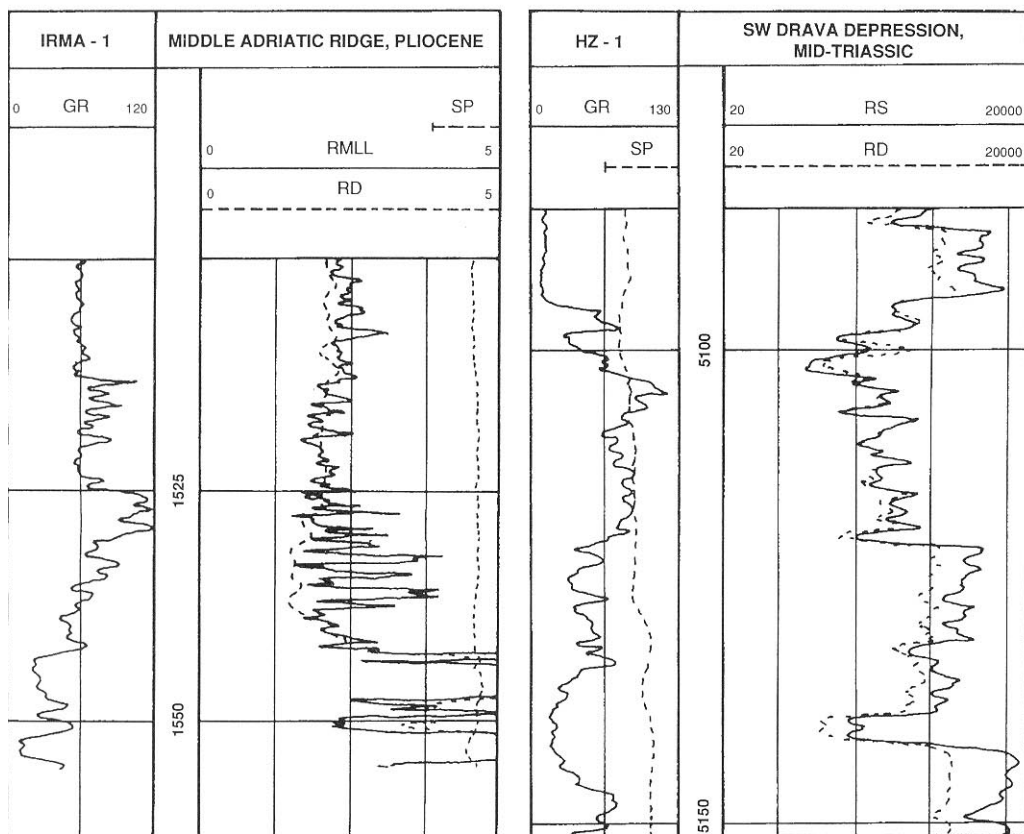 IRMA - 1
MIDDLE ADRIATIC RIDGE, PLIOCENE
0 GR 120
SP
0 RMLL 5
RD
0 5
1525
1550
HZ - 1
SW DRAVA DEPRESSION,
MID-TRIASSIC
0 GR 130
SP
20 RS 20000
20 RD 20000
5100
5150